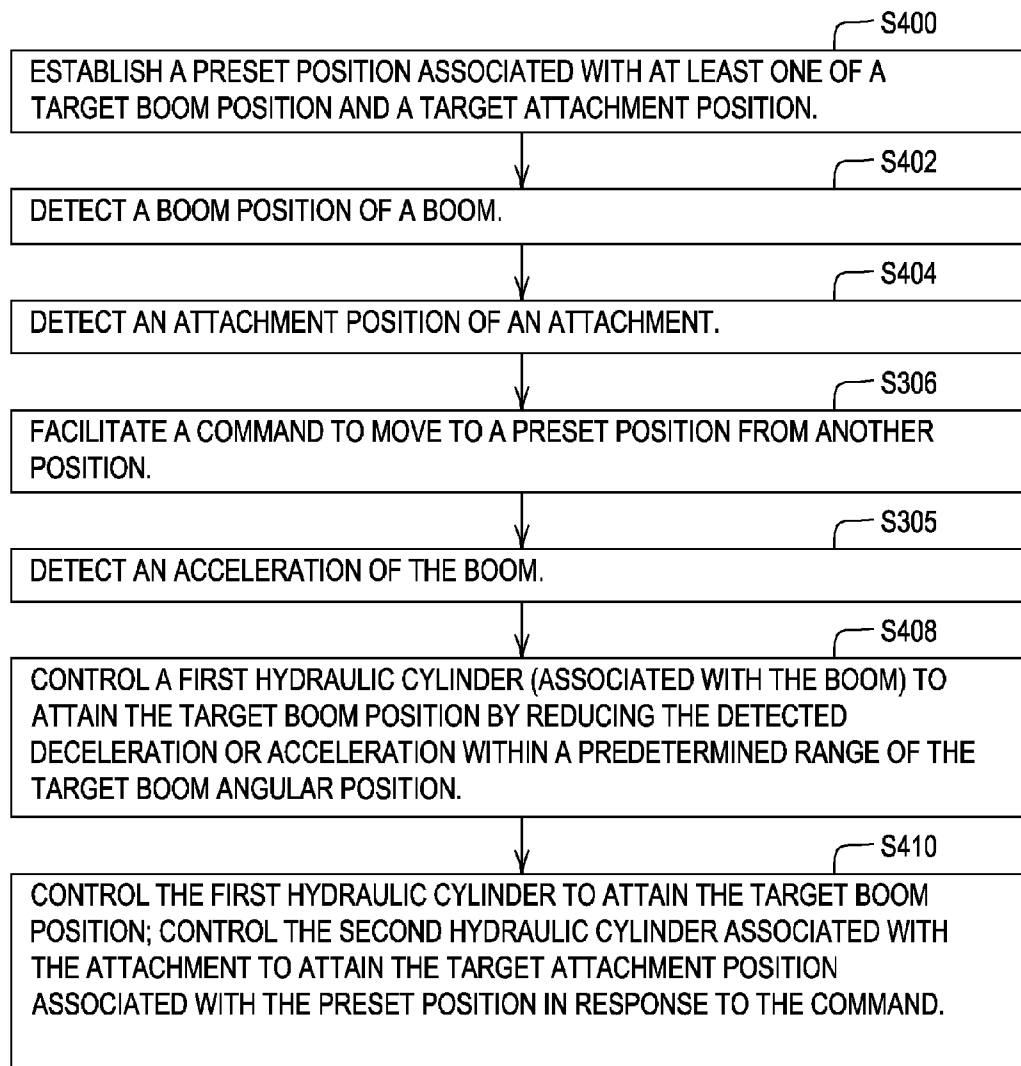 S400
ESTABLISH A PRESET POSITION ASSOCIATED WITH AT LEAST ONE OF A
TARGET BOOM POSITION AND A TARGET ATTACHMENT POSITION.
S402
DETECT A BOOM POSITION OF A BOOM.
S404
DETECT AN ATTACHMENT POSITION OF AN ATTACHMENT.
S306
FACILITATE A COMMAND TO MOVE TO A PRESET POSITION FROM ANOTHER
POSITION.
S305
DETECT AN ACCELERATION OF THE BOOM.
S408
CONTROL A FIRST HYDRAULIC CYLINDER (ASSOCIATED WITH THE BOOM) TO
ATTAIN THE TARGET BOOM POSITION BY REDUCING THE DETECTED
DECELERATION OR ACCELERATION WITHIN A PREDETERMINED RANGE OF THE
TARGET BOOM ANGULAR POSITION.
S410
CONTROL THE FIRST HYDRAULIC CYLINDER TO ATTAIN THE TARGET BOOM
POSITION; CONTROL THE SECOND HYDRAULIC CYLINDER ASSOCIATED WITH
THE ATTACHMENT TO ATTAIN THE TARGET ATTACHMENT POSITION
ASSOCIATED WITH THE PRESET POSITION IN RESPONSE TO THE COMMAND.